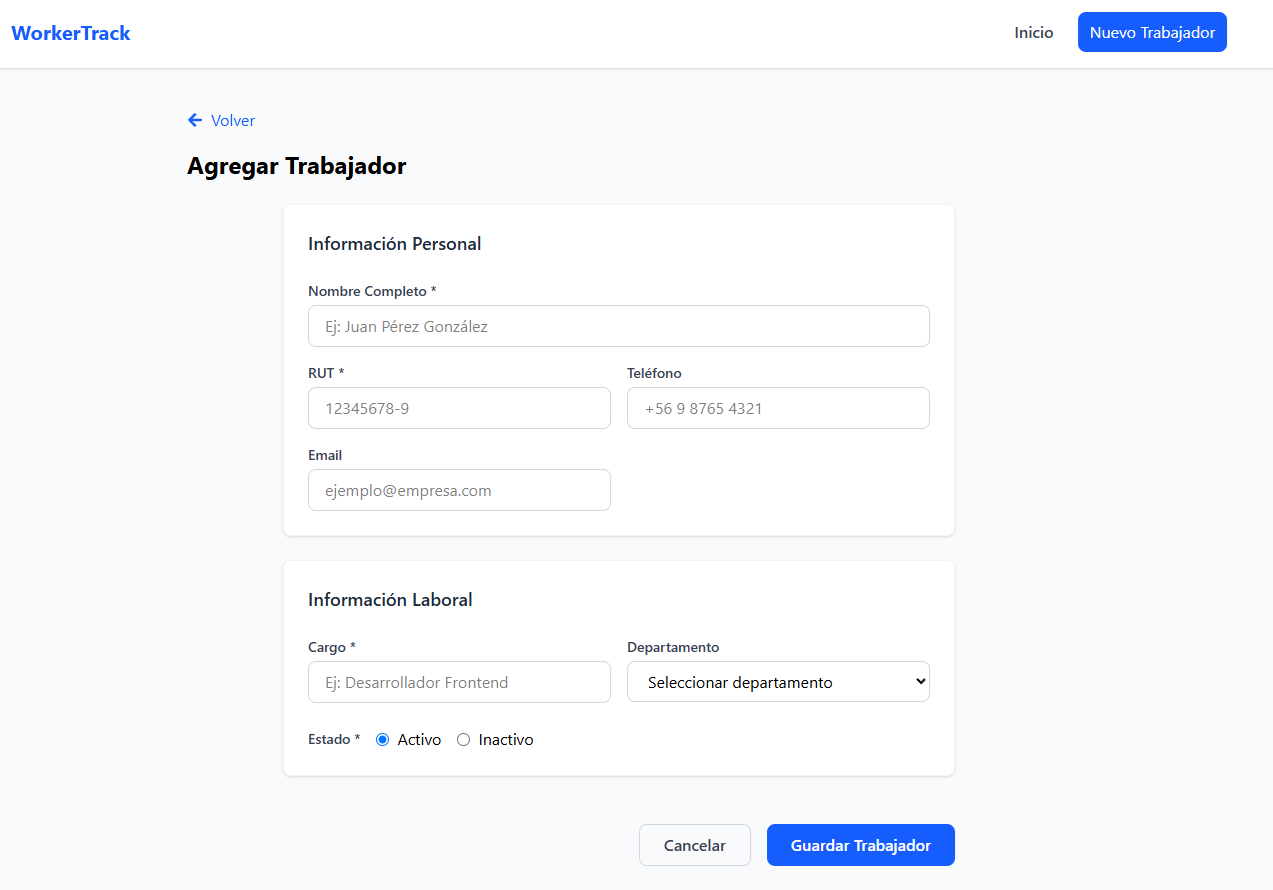 WorkerTrack
Inicio
Nuevo Trabajador
Volver
Agregar Trabajador
Información Personal
Nombre Completo *
Ej: Juan Pérez González
RUT *
Teléfono
12345678-9
+56 9 8765 4321
Email
ejemplo@empresa.com
Información Laboral
Cargo *
Departamento
Ej: Desarrollador Frontend
Seleccionar departamento
Estado *
Activo
Inactivo
Cancelar
Guardar Trabajador